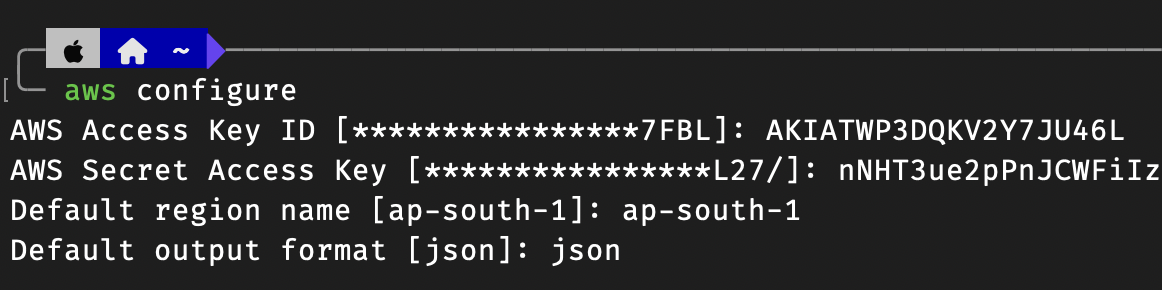 ~
aws configure
AWS Access Key ID [****************7FBL]: AKIATWP3DQKV2Y7JU46L
AWS Secret Access Key [****************L27/]: nNHT3ue2pPnJCWFiIz
Default region name [ap-south-1]: ap-south-1
Default output format [json]: json